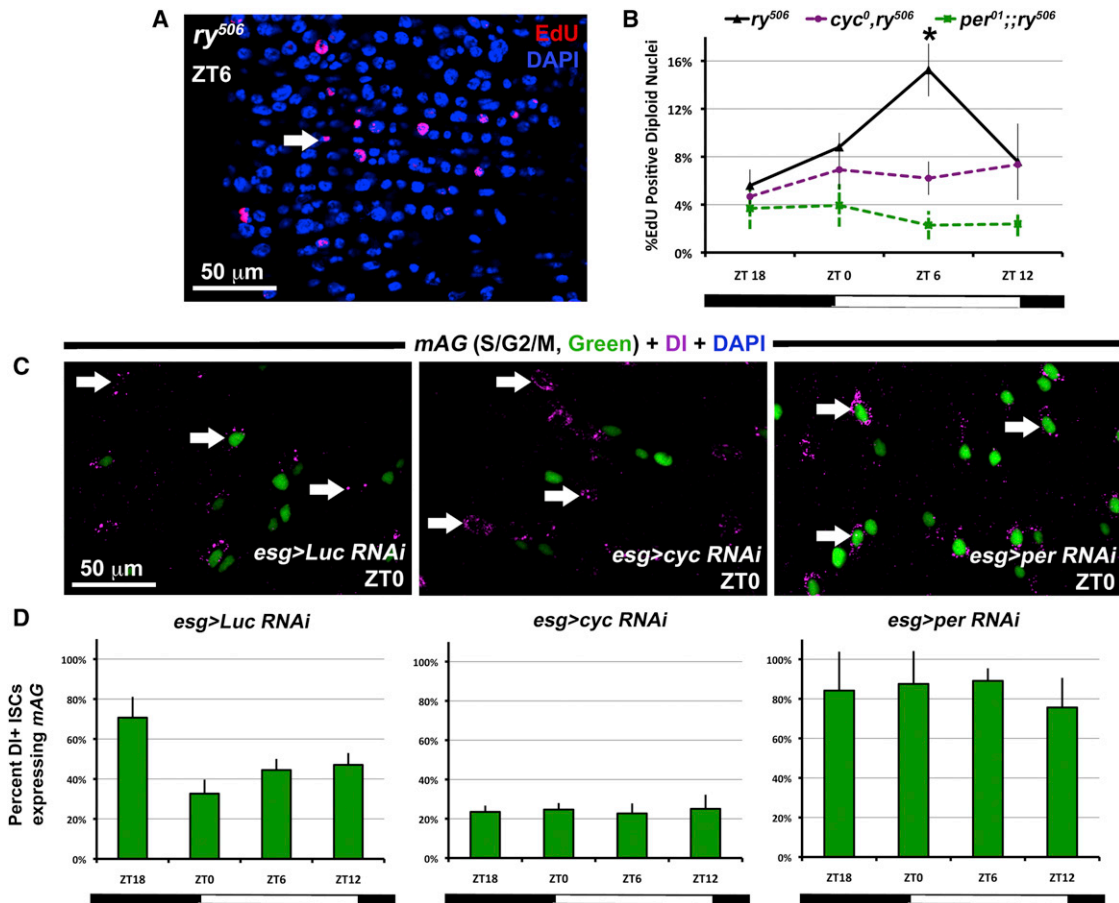 A
ry506
ZT6
EdU
DAPI
50 µm
B
ry506
cyc0,ry506
per01;;ry506
*
%EdU Positive Diploid Nuclei
16%
12%
8%
4%
0%
ZT 18
ZT 0
ZT 6
ZT 12
mAG (S/G2/M, Green) + Dl + DAPI
C
50 µm
esg>Luc RNAi
ZT0
esg>cyc RNAi
ZT0
esg>per RNAi
ZT0
D
esg>Luc RNAi
esg>cyc RNAi
esg>per RNAi
Percent Dl+ ISCs
expressing mAG
100%
80%
60%
40%
20%
0%
ZT18
ZT0
ZT6
ZT12
100%
80%
60%
40%
20%
0%
ZT18
ZT0
ZT6
ZT12
100%
80%
60%
40%
20%
0%
ZT18
ZT0
ZT6
ZT12